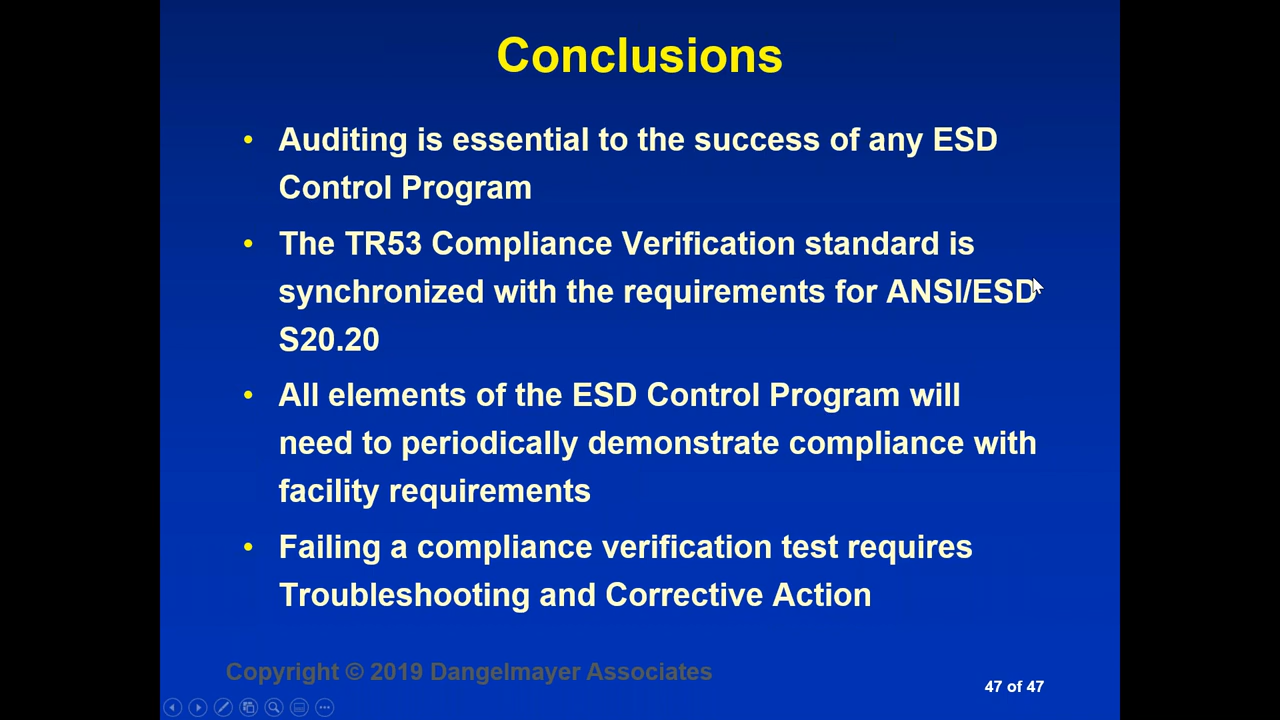 Conclusions
• Auditing is essential to the success of any ESD
Control Program
• The TR53 Compliance Verification standard is
synchronized with the requirements for ANSI/ESD
S20.20
• All elements of the ESD Control Program will
need to periodically demonstrate compliance with
facility requirements
• Failing a compliance verification test requires
Troubleshooting and Corrective Action
Copyright © 2019 Dangelmayer Associates
47 of 47